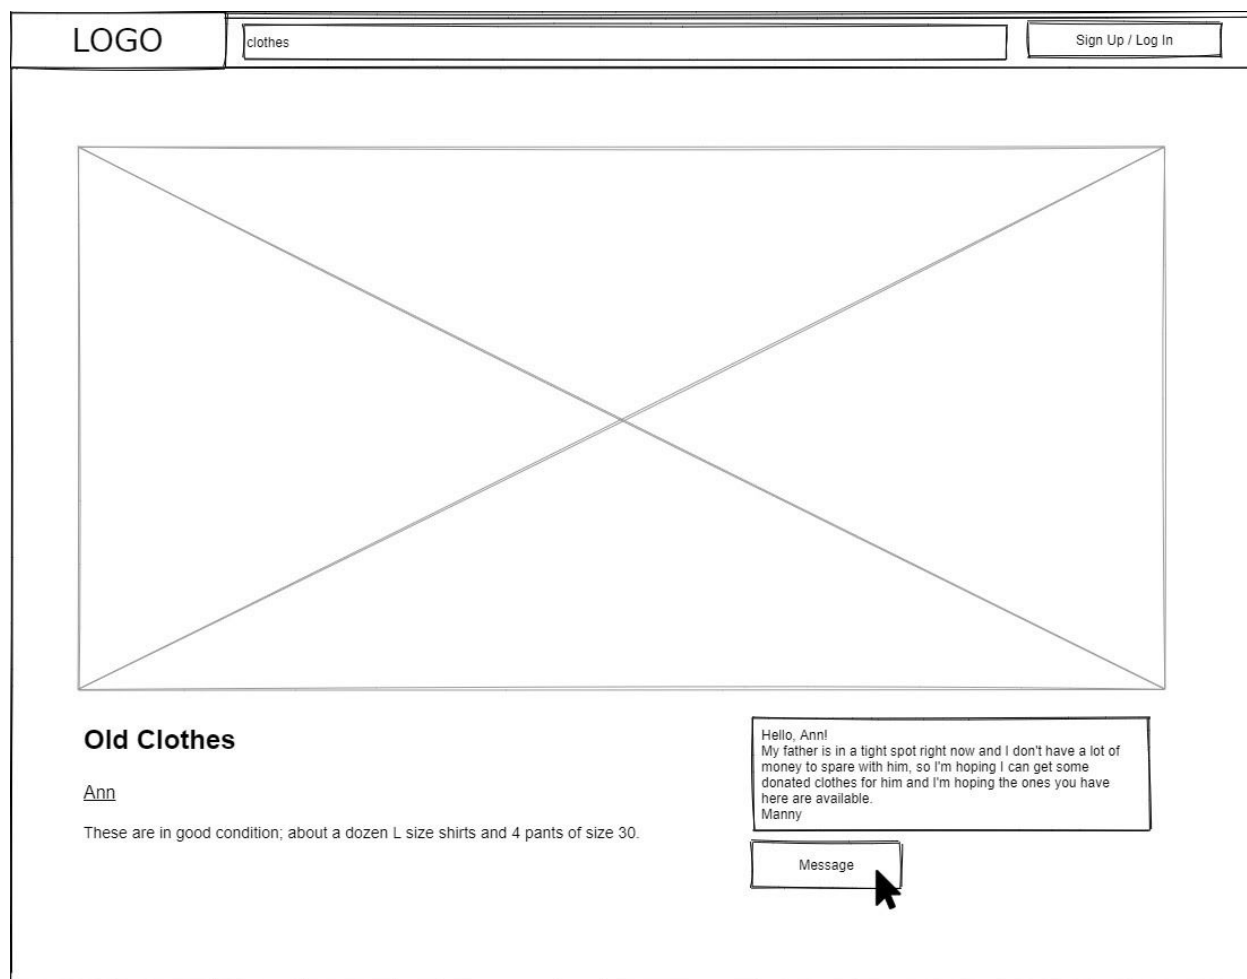 LOGO
clothes
Sign Up / Log In
Old Clothes
Ann
These are in good condition; about a dozen L size shirts and 4 pants of size 30.
Hello, Ann!
My father is in a tight spot right now and I don't have a lot of
money to spare with him, so I'm hoping I can get some
donated clothes for him and I'm hoping the ones you have
here are available.
Manny
Message